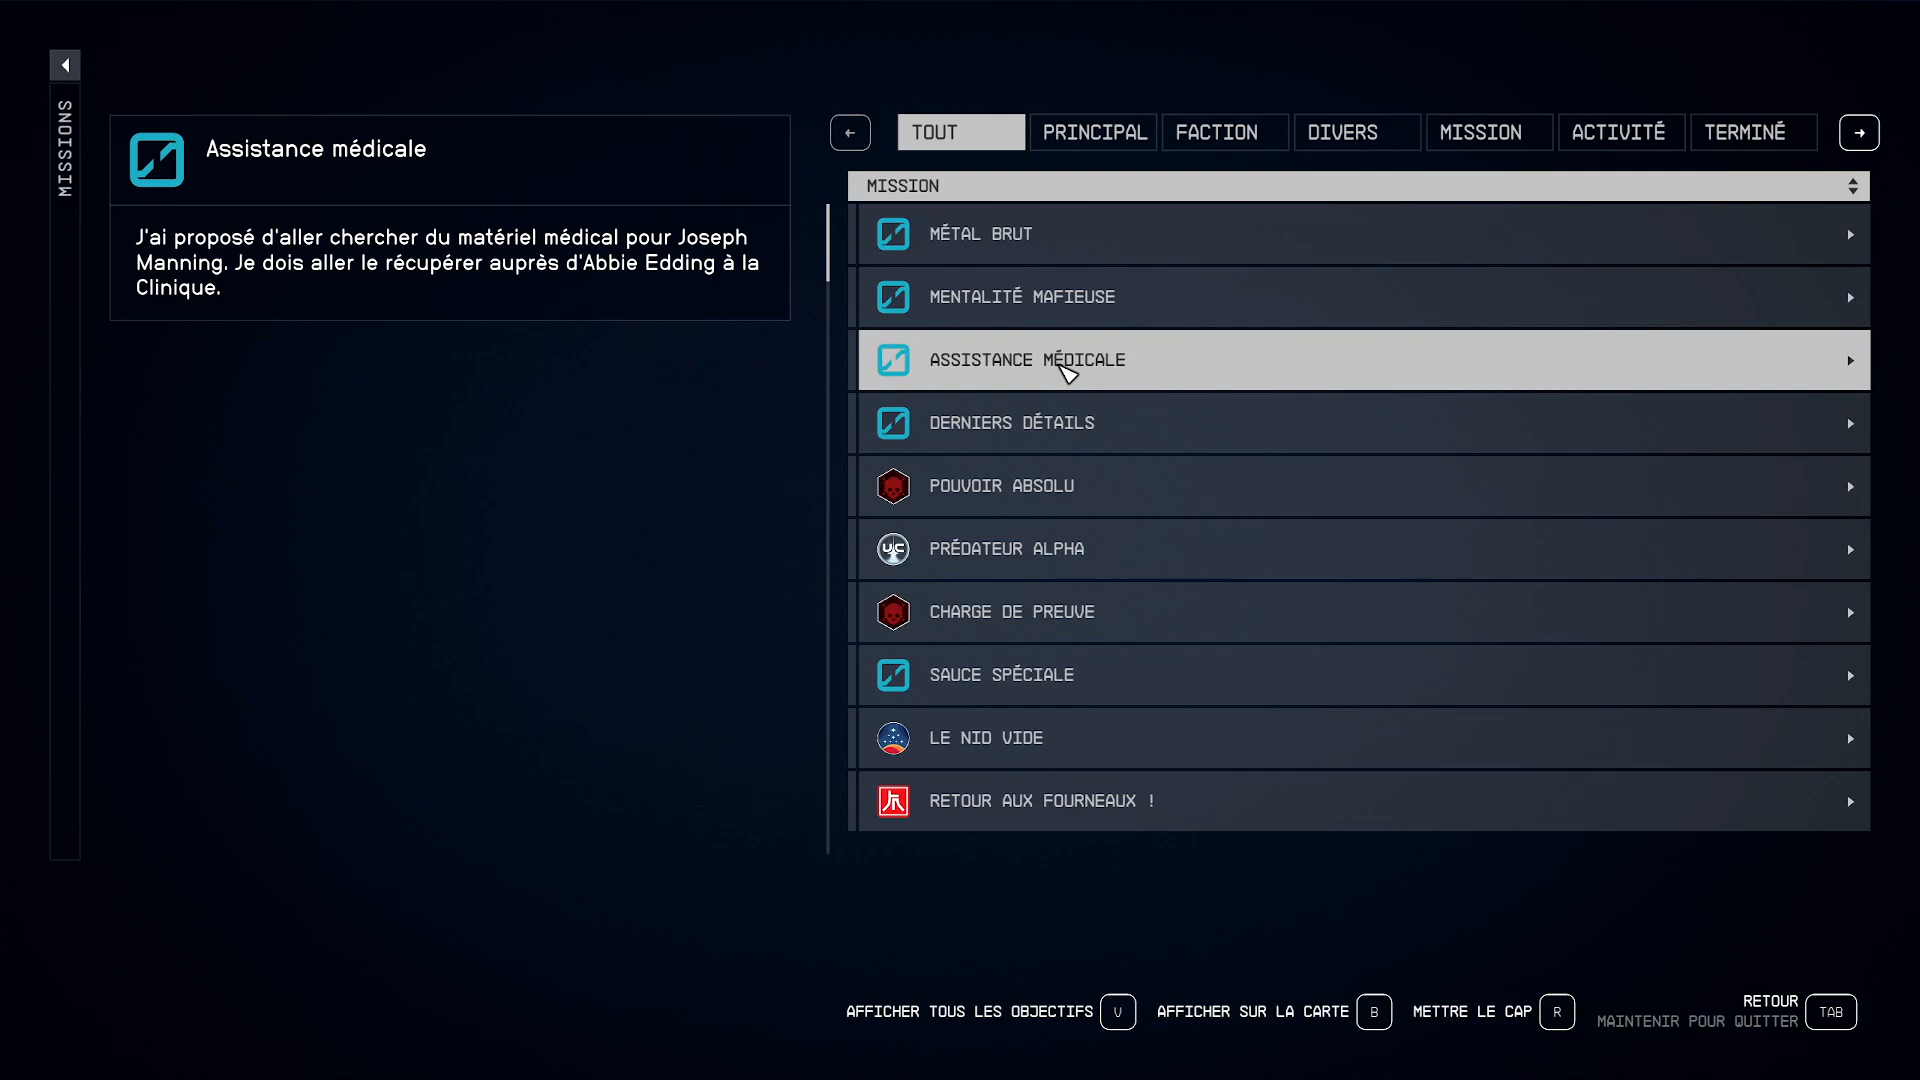 MISSIONS
Assistance médicale
J'ai proposé d'aller chercher du matériel médical pour Joseph
Manning. Je dois aller le récupérer auprès d'Abbie Edding à la
Clinique.
TOUT
PRINCIPAL
FACTION
DIVERS
MISSION
ACTIVITÉ
TERMINÉ
MISSION
MÉTAL BRUT
MENTALITÉ MAFIEUSE
ASSISTANCE MÉDICALE
DERNIERS DÉTAILS
POUVOIR ABSOLU
UC
PRÉDATEUR ALPHA
CHARGE DE PREUVE
SAUCE SPÉCIALE
LE NID VIDE
RETOUR AUX FOURNEAUX !
AFFICHER TOUS LES OBJECTIFS V
AFFICHER SUR LA CARTE B
METTRE LE CAP R
RETOUR
MAINTENIR POUR QUITTER
TAB